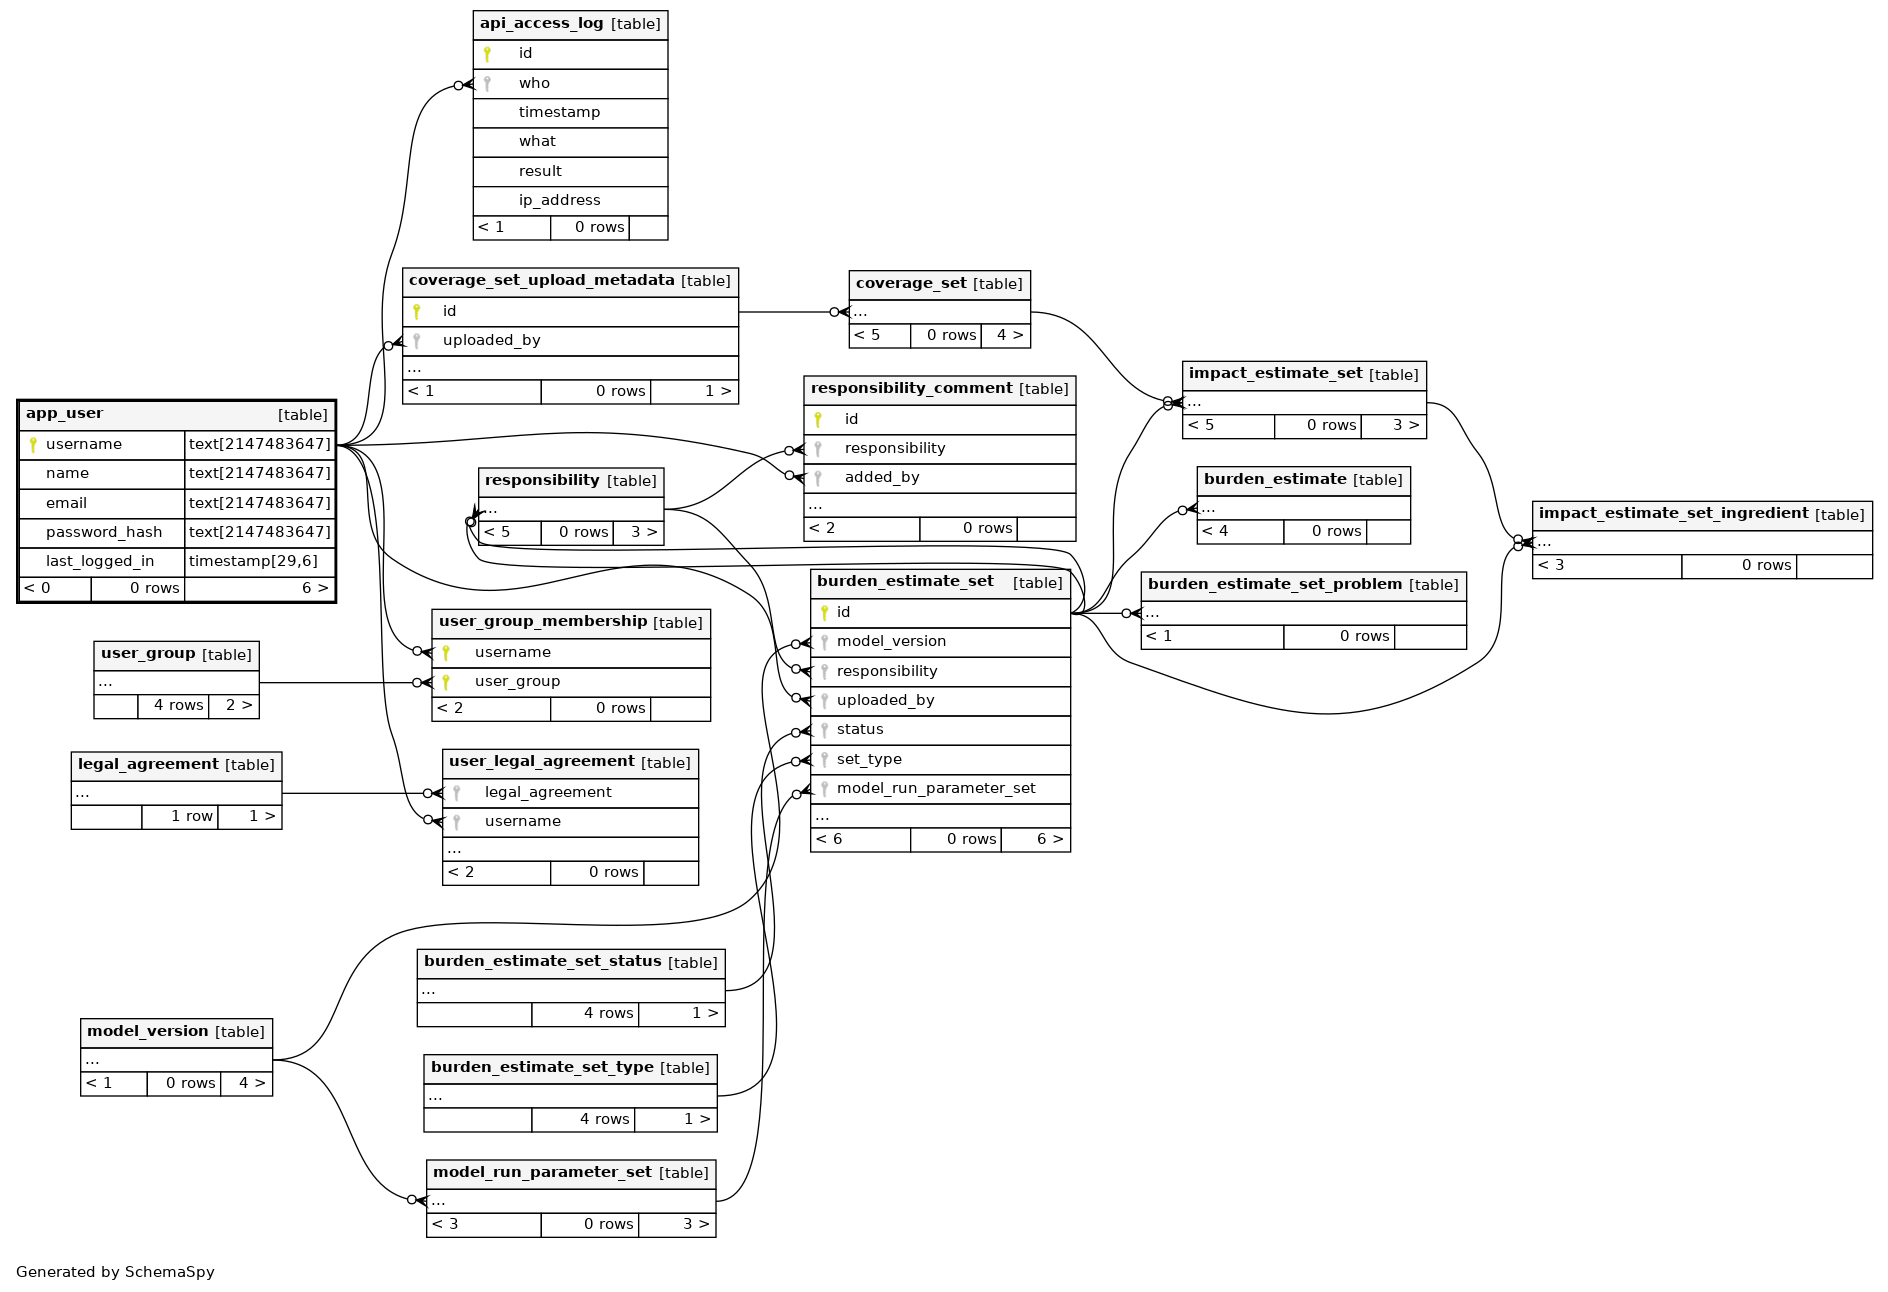 api_access_log [table]
id
who
timestamp
what
result
ip_address
< 1 0 rows
coverage_set_upload_metadata [table]
id
uploaded_by
...
< 1 0 rows 1 >
coverage_set [table]
...
< 5 0 rows 4 >
impact_estimate_set [table]
...
< 5 0 rows 3 >
responsibility_comment [table]
id
responsibility
added_by
...
< 2 0 rows
app_user [table]
username text[2147483647]
name text[2147483647]
email text[2147483647]
password_hash text[2147483647]
last_logged_in timestamp[29,6]
< 0 0 rows 6 >
responsibility [table]
...
< 5 0 rows 3 >
burden_estimate [table]
...
< 4 0 rows
impact_estimate_set_ingredient [table]
...
< 3 0 rows
burden_estimate_set [table]
id
model_version
responsibility
uploaded_by
status
set_type
model_run_parameter_set
...
< 6 0 rows 6 >
burden_estimate_set_problem [table]
...
< 1 0 rows
user_group_membership [table]
username
user_group
< 2 0 rows
user_group [table]
...
4 rows 2 >
legal_agreement [table]
...
1 row 1 >
user_legal_agreement [table]
legal_agreement
username
...
< 2 0 rows
burden_estimate_set_status [table]
...
4 rows 1 >
model_version [table]
...
< 1 0 rows 4 >
burden_estimate_set_type [table]
...
4 rows 1 >
model_run_parameter_set [table]
...
< 3 0 rows 3 >
Generated by SchemaSpy